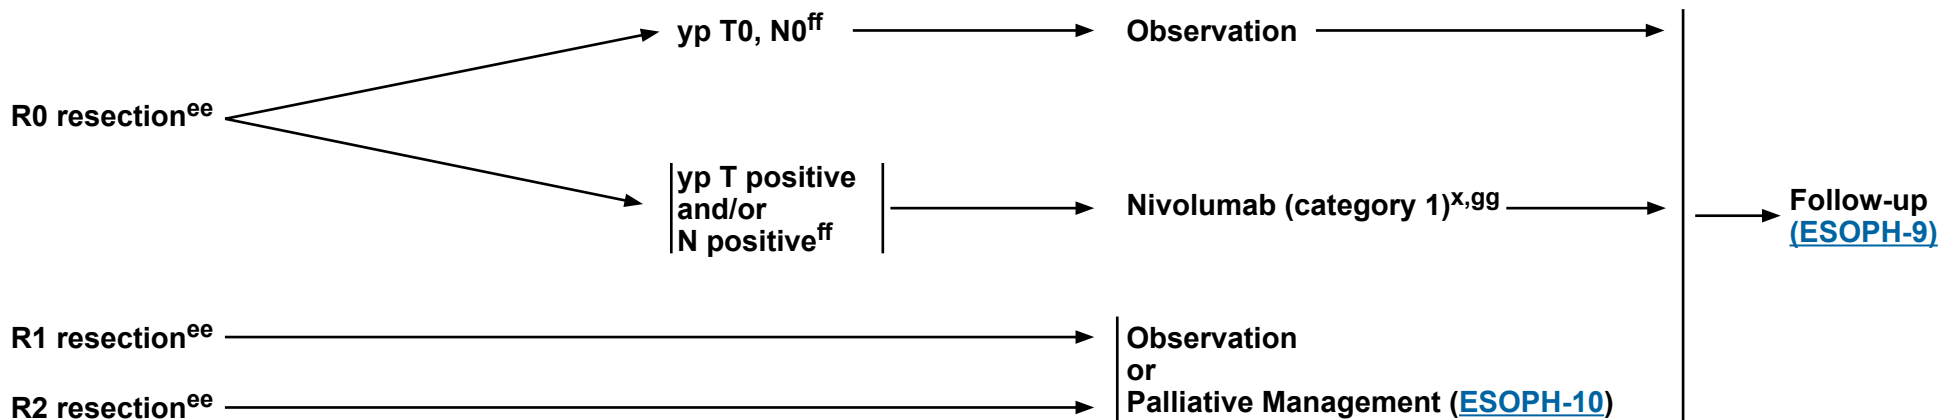 yp T0, N0ff
Observation
R0 resectionee
yp T positive
and/or
N positiveff
Nivolumab (category 1)x,gg
Follow-up
(ESOPH-9)
R1 resectionee
Observation
or
R2 resectionee
Palliative Management (ESOPH-10)